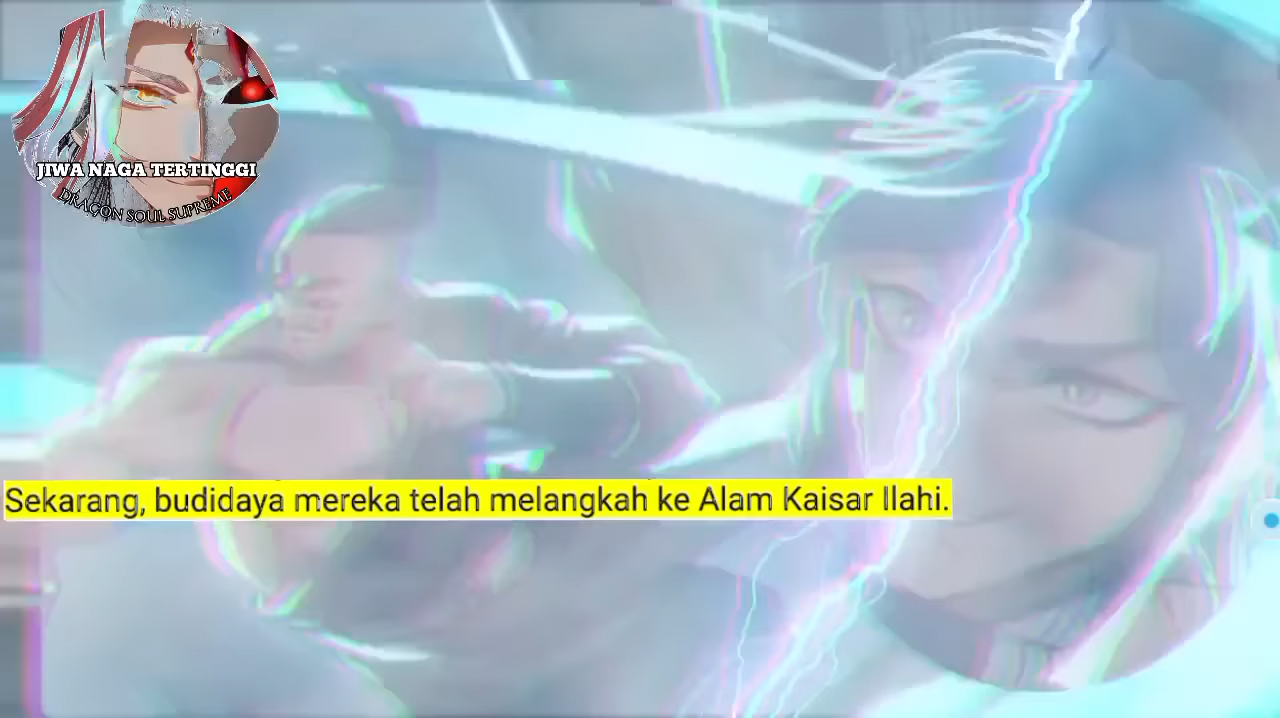 JIWA NAGA TERTINGGI
DRAGON SOUL SUPREME
Sekarang, budidaya mereka telah melangkah ke Alam Kaisar Ilahi.